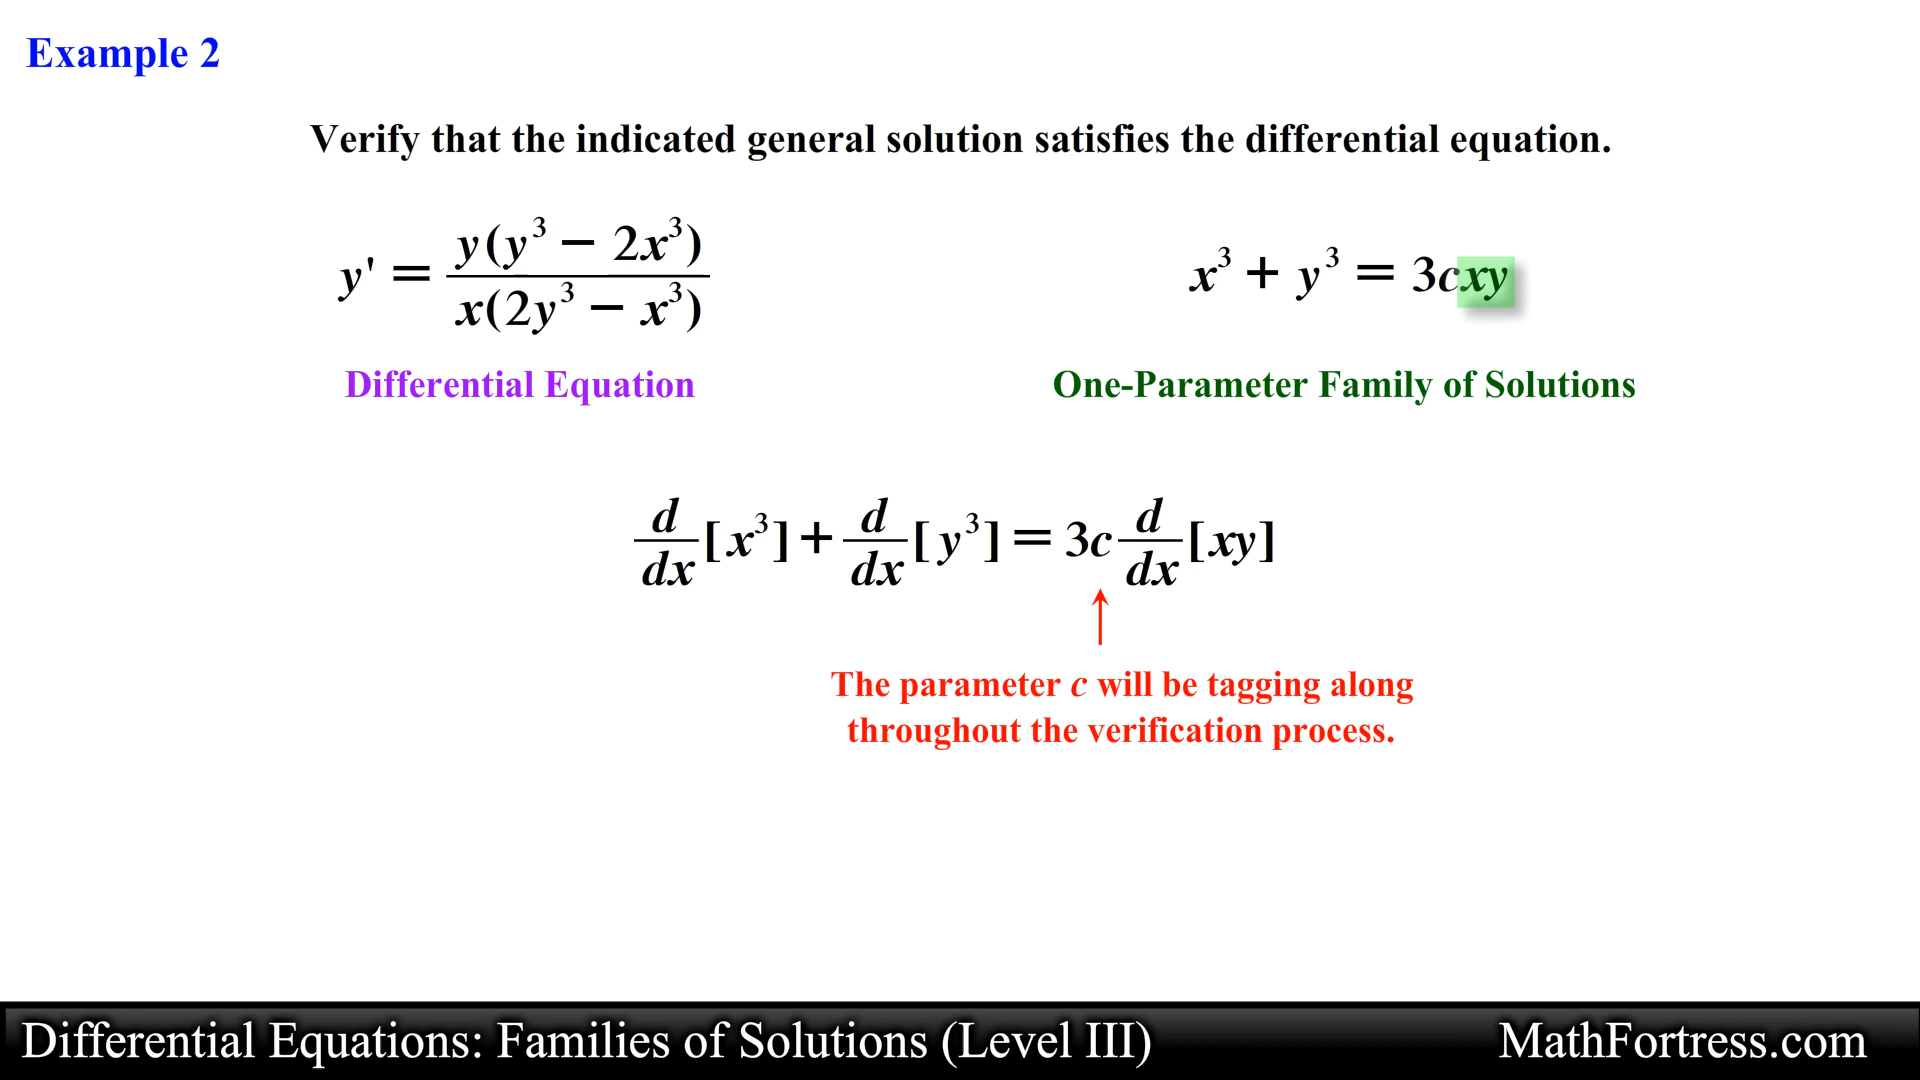 Example 2
Verify that the indicated general solution satisfies the differential equation.
y' = y(y³ − 2x³) / x(2y³ − x³)
x³ + y³ = 3cxy
Differential Equation
One-Parameter Family of Solutions
d/dx [x³] + d/dx [y³] = 3c d/dx [xy]
The parameter c will be tagging along
throughout the verification process.
Differential Equations: Families of Solutions (Level III)
MathFortress.com